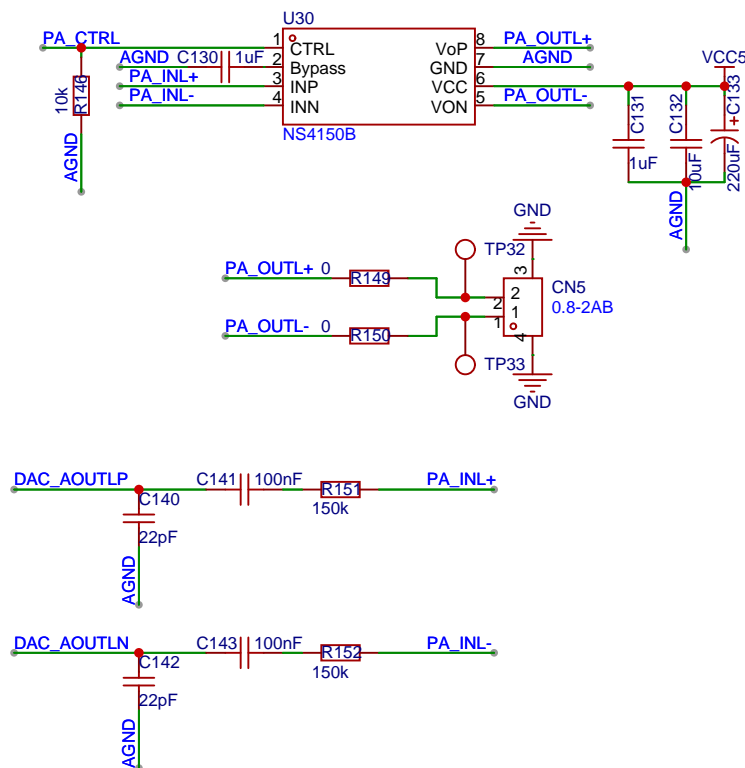 U30
PA_CTRL 1 CTRL VoP 8 PA_OUTL+
AGND C130 1uF 2 Bypass GND 7 AGND
PA_INL+ 3 INP VCC 6 VCC5
PA_INL- 4 INN VON 5 PA_OUTL-
NS4150B
10k R146
AGND
C131 1uF
C132 10uF
+C133 220uF
AGND
GND
TP32
PA_OUTL+ 0 R149
3
CN5
2 2
0.8-2AB
1 1
PA_OUTL- 0 R150
4
TP33
GND
DAC_AOUTLP C141 100nF R151 PA_INL+
C140 150k
22pF
AGND
DAC_AOUTLN C143 100nF R152 PA_INL-
C142 150k
22pF
AGND